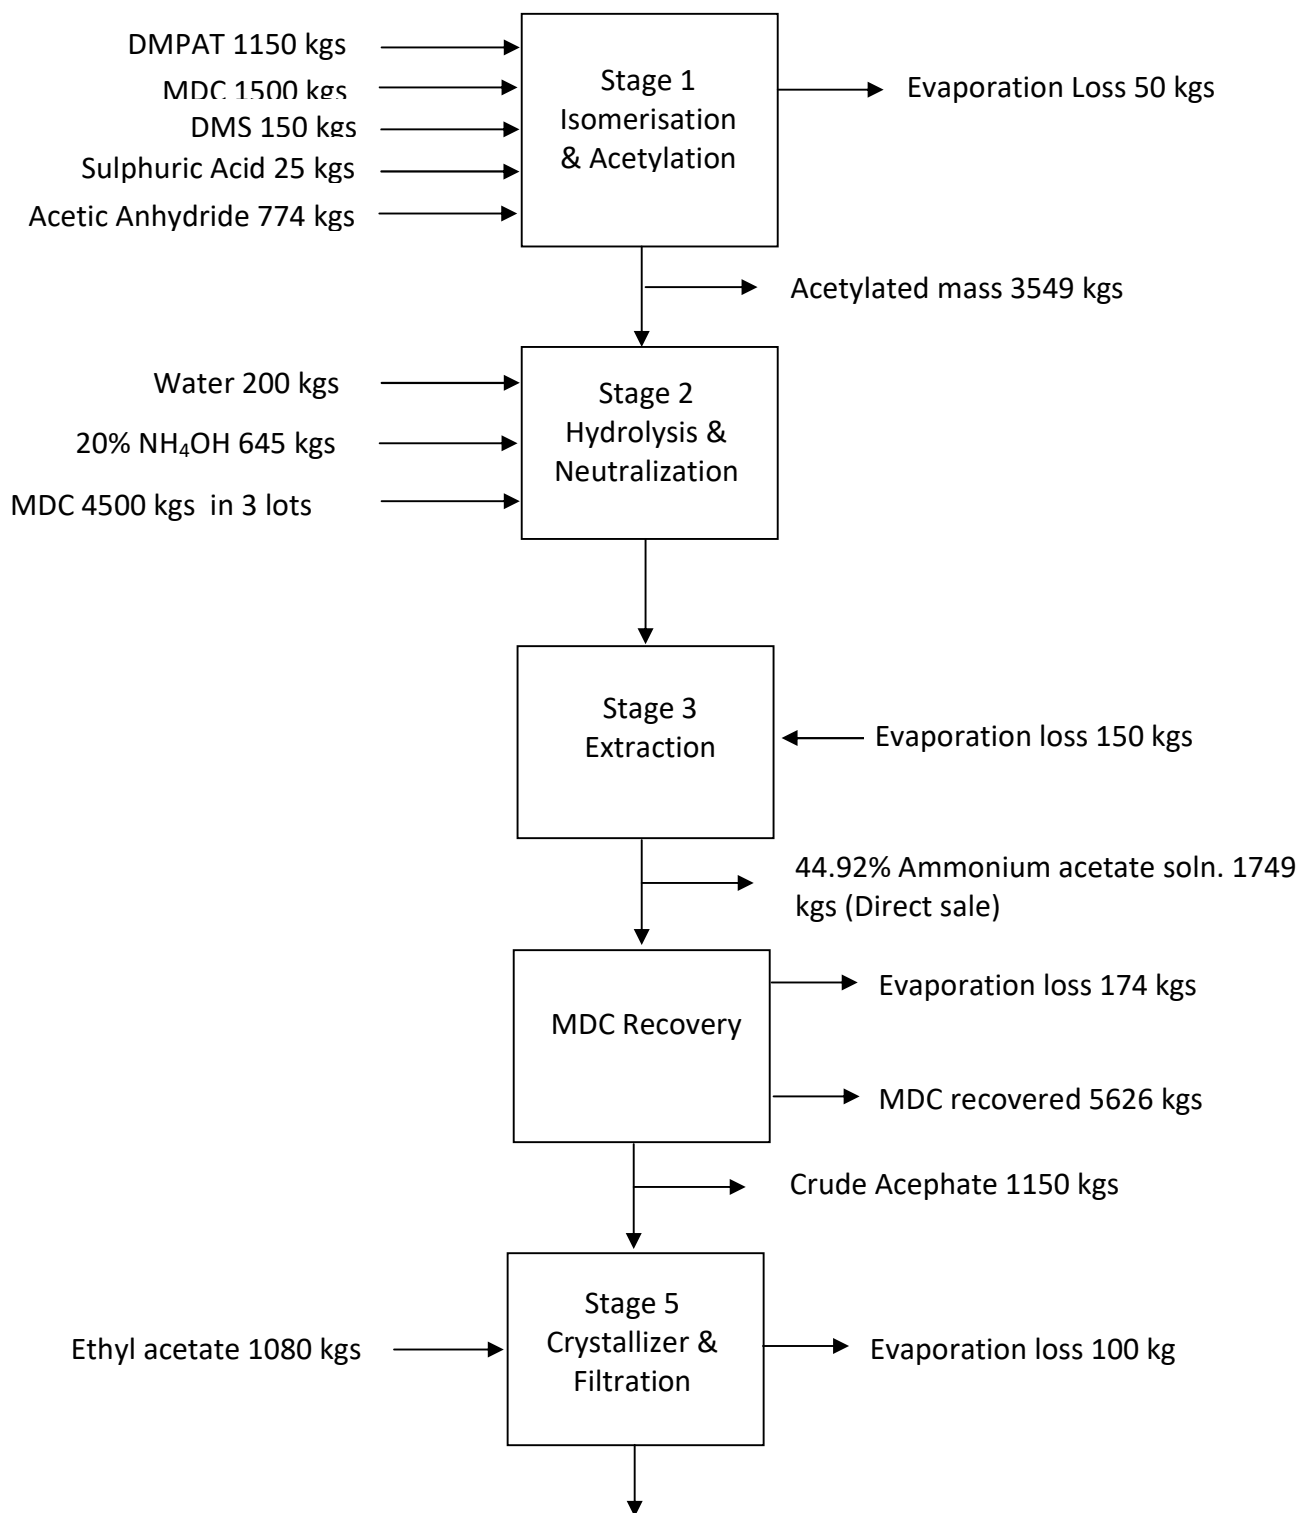 DMPAT 1150 kgs
MDC 1500 kgs
DMS 150 kgs
Sulphuric Acid 25 kgs
Acetic Anhydride 774 kgs
Stage 1
Isomerisation
& Acetylation
Evaporation Loss 50 kgs
Acetylated mass 3549 kgs
Water 200 kgs
20% NH₄OH 645 kgs
MDC 4500 kgs in 3 lots
Stage 2
Hydrolysis &
Neutralization
Stage 3
Extraction
Evaporation loss 150 kgs
44.92% Ammonium acetate soln. 1749
kgs (Direct sale)
MDC Recovery
Evaporation loss 174 kgs
MDC recovered 5626 kgs
Crude Acephate 1150 kgs
Ethyl acetate 1080 kgs
Stage 5
Crystallizer &
Filtration
Evaporation loss 100 kg